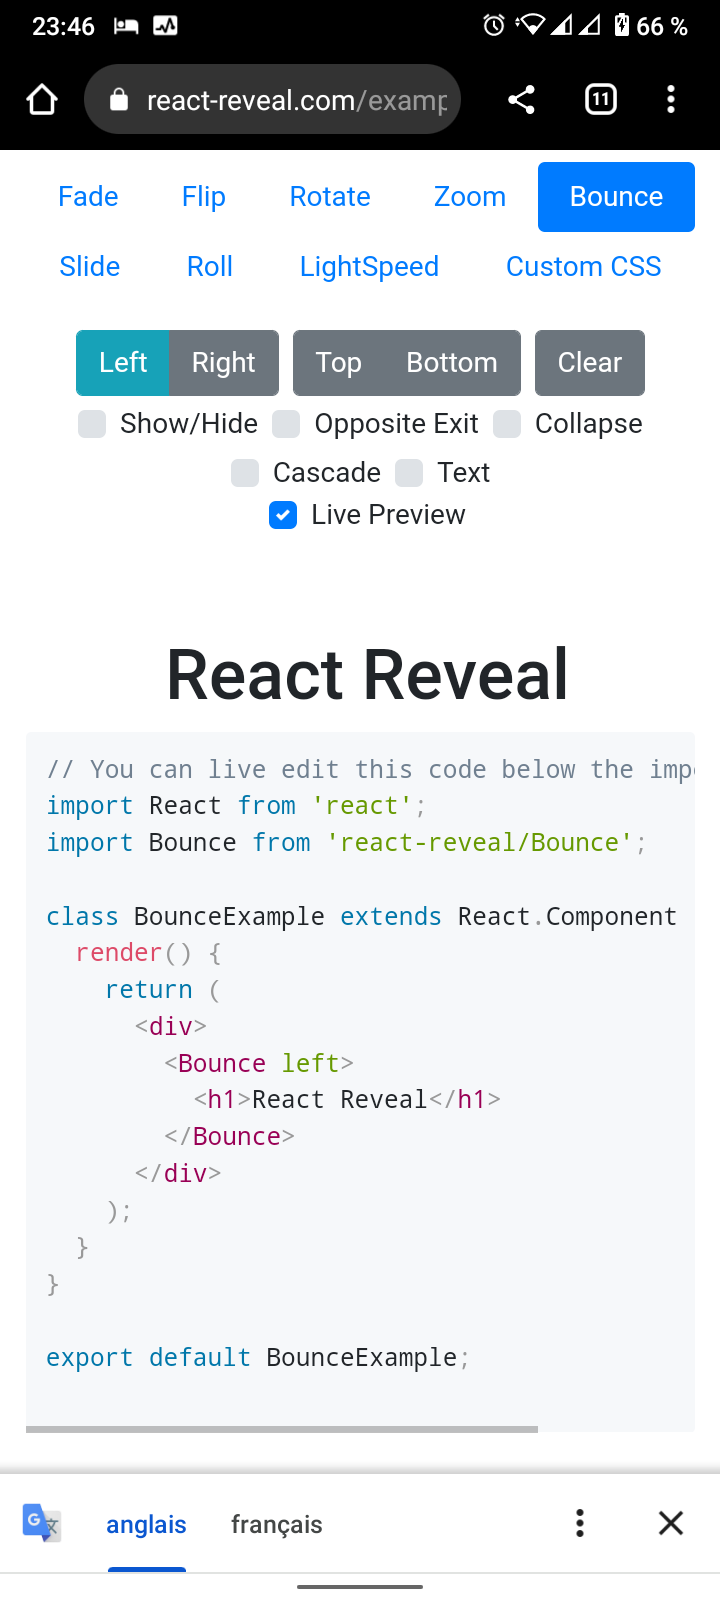 23:46 66 %
react-reveal.com/examp 11
Fade Flip Rotate Zoom Bounce
Slide Roll LightSpeed Custom CSS
Left Right Top Bottom Clear
Show/Hide Opposite Exit Collapse
Cascade Text
Live Preview
React Reveal
// You can live edit this code below the impo
import React from 'react';
import Bounce from 'react-reveal/Bounce';
class BounceExample extends React.Component
render() {
return (
<div>
<Bounce left>
<h1>React Reveal</h1>
</Bounce>
</div>
);
}
}
export default BounceExample;
G 文 anglais français